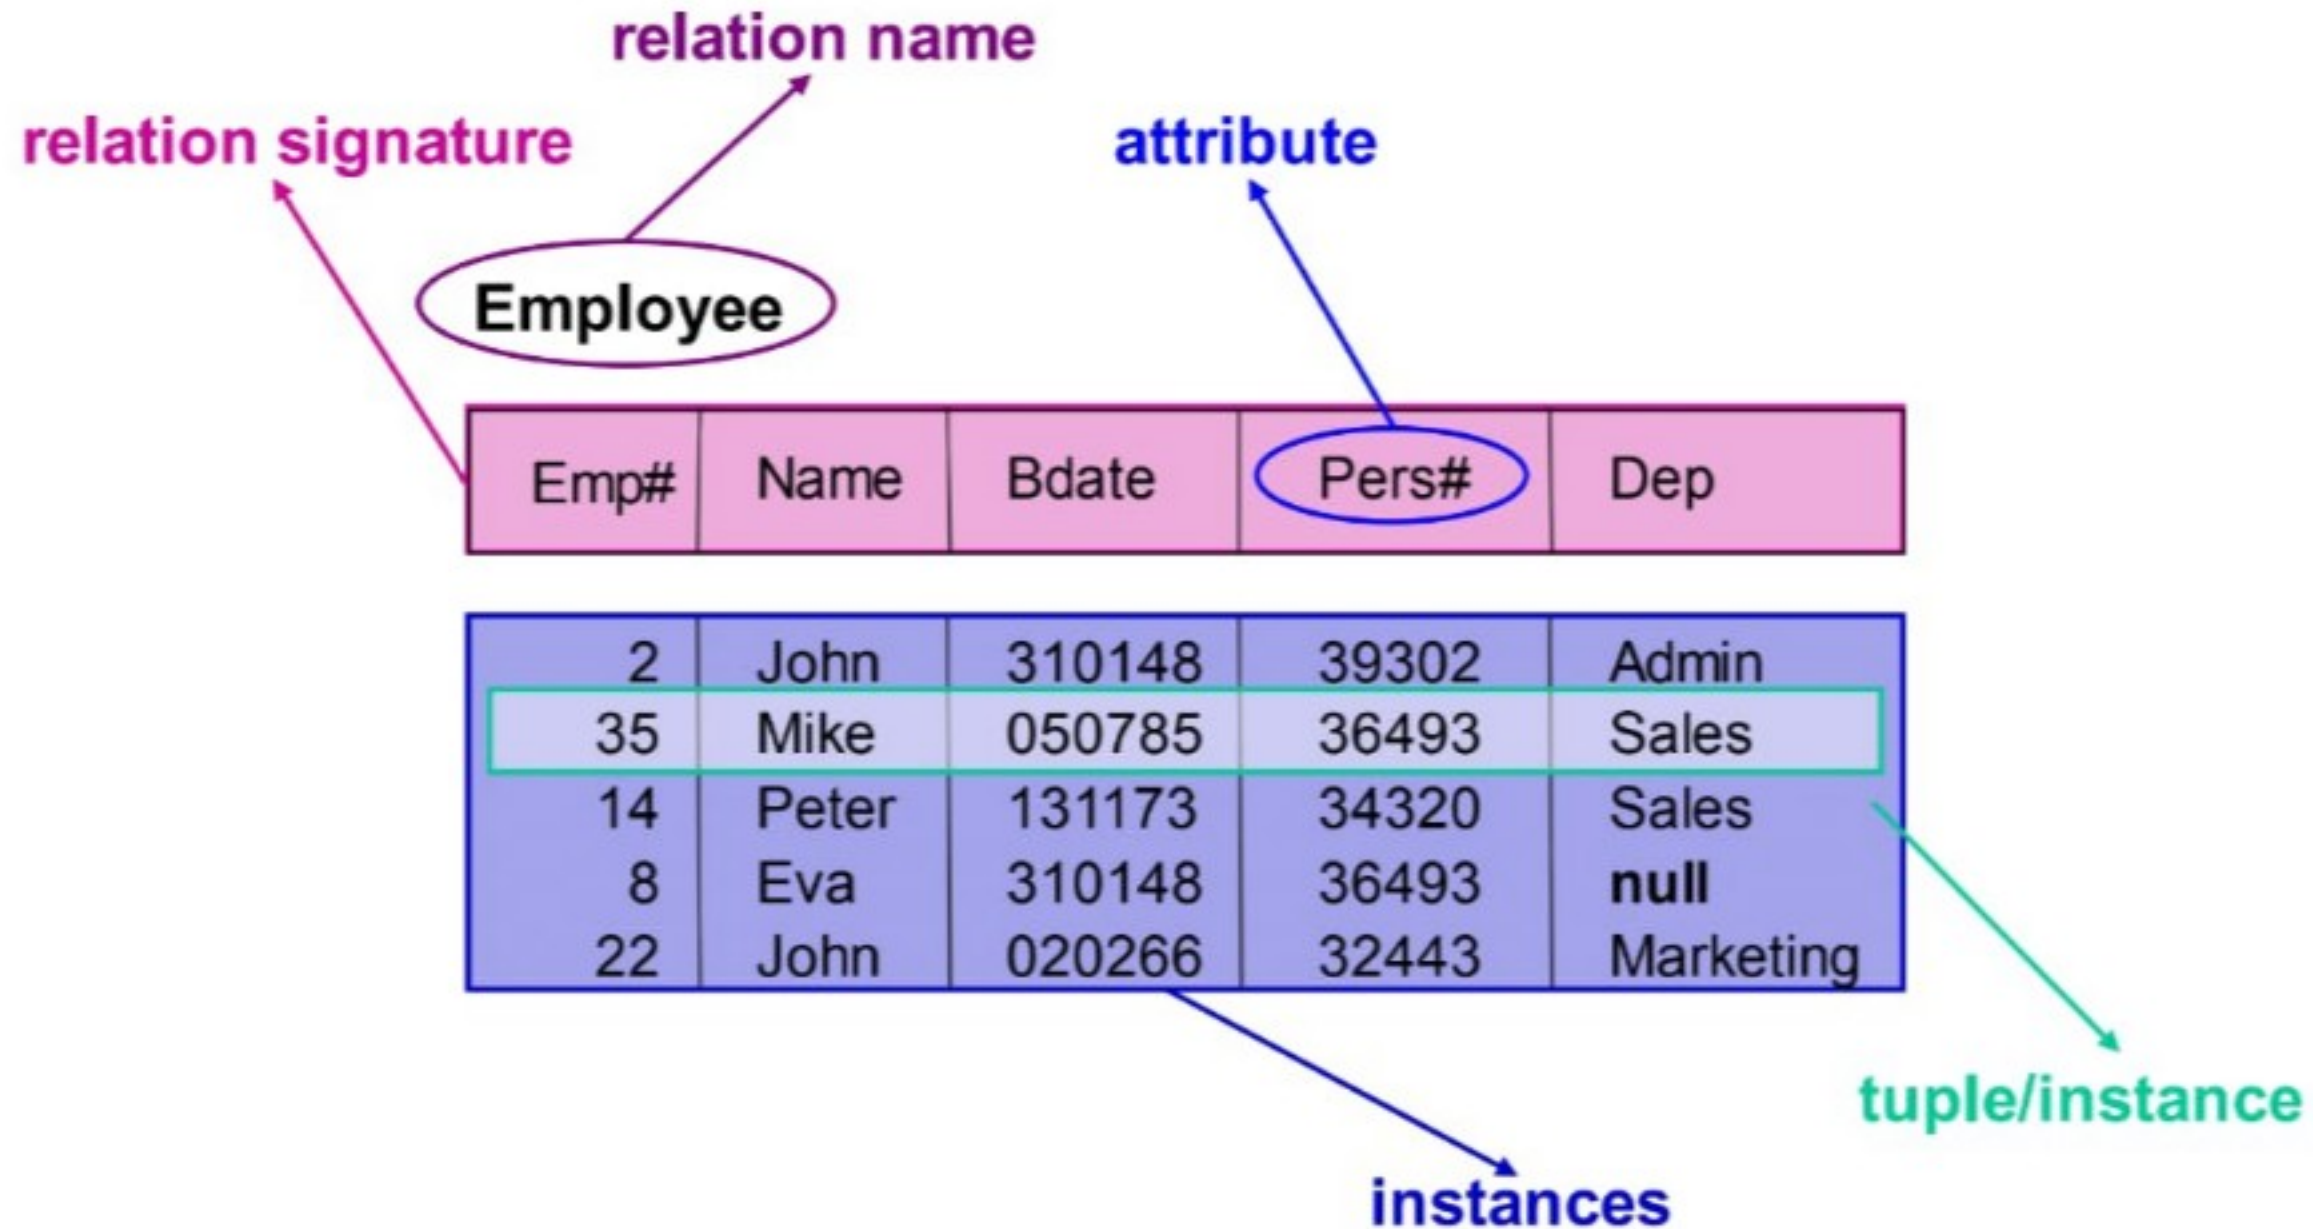 relation name
relation signature
attribute
Employee
Emp# Name Bdate Pers# Dep
2 John 310148 39302 Admin
35 Mike 050785 36493 Sales
14 Peter 131173 34320 Sales
8 Eva 310148 36493 null
22 John 020266 32443 Marketing
tuple/instance
instances